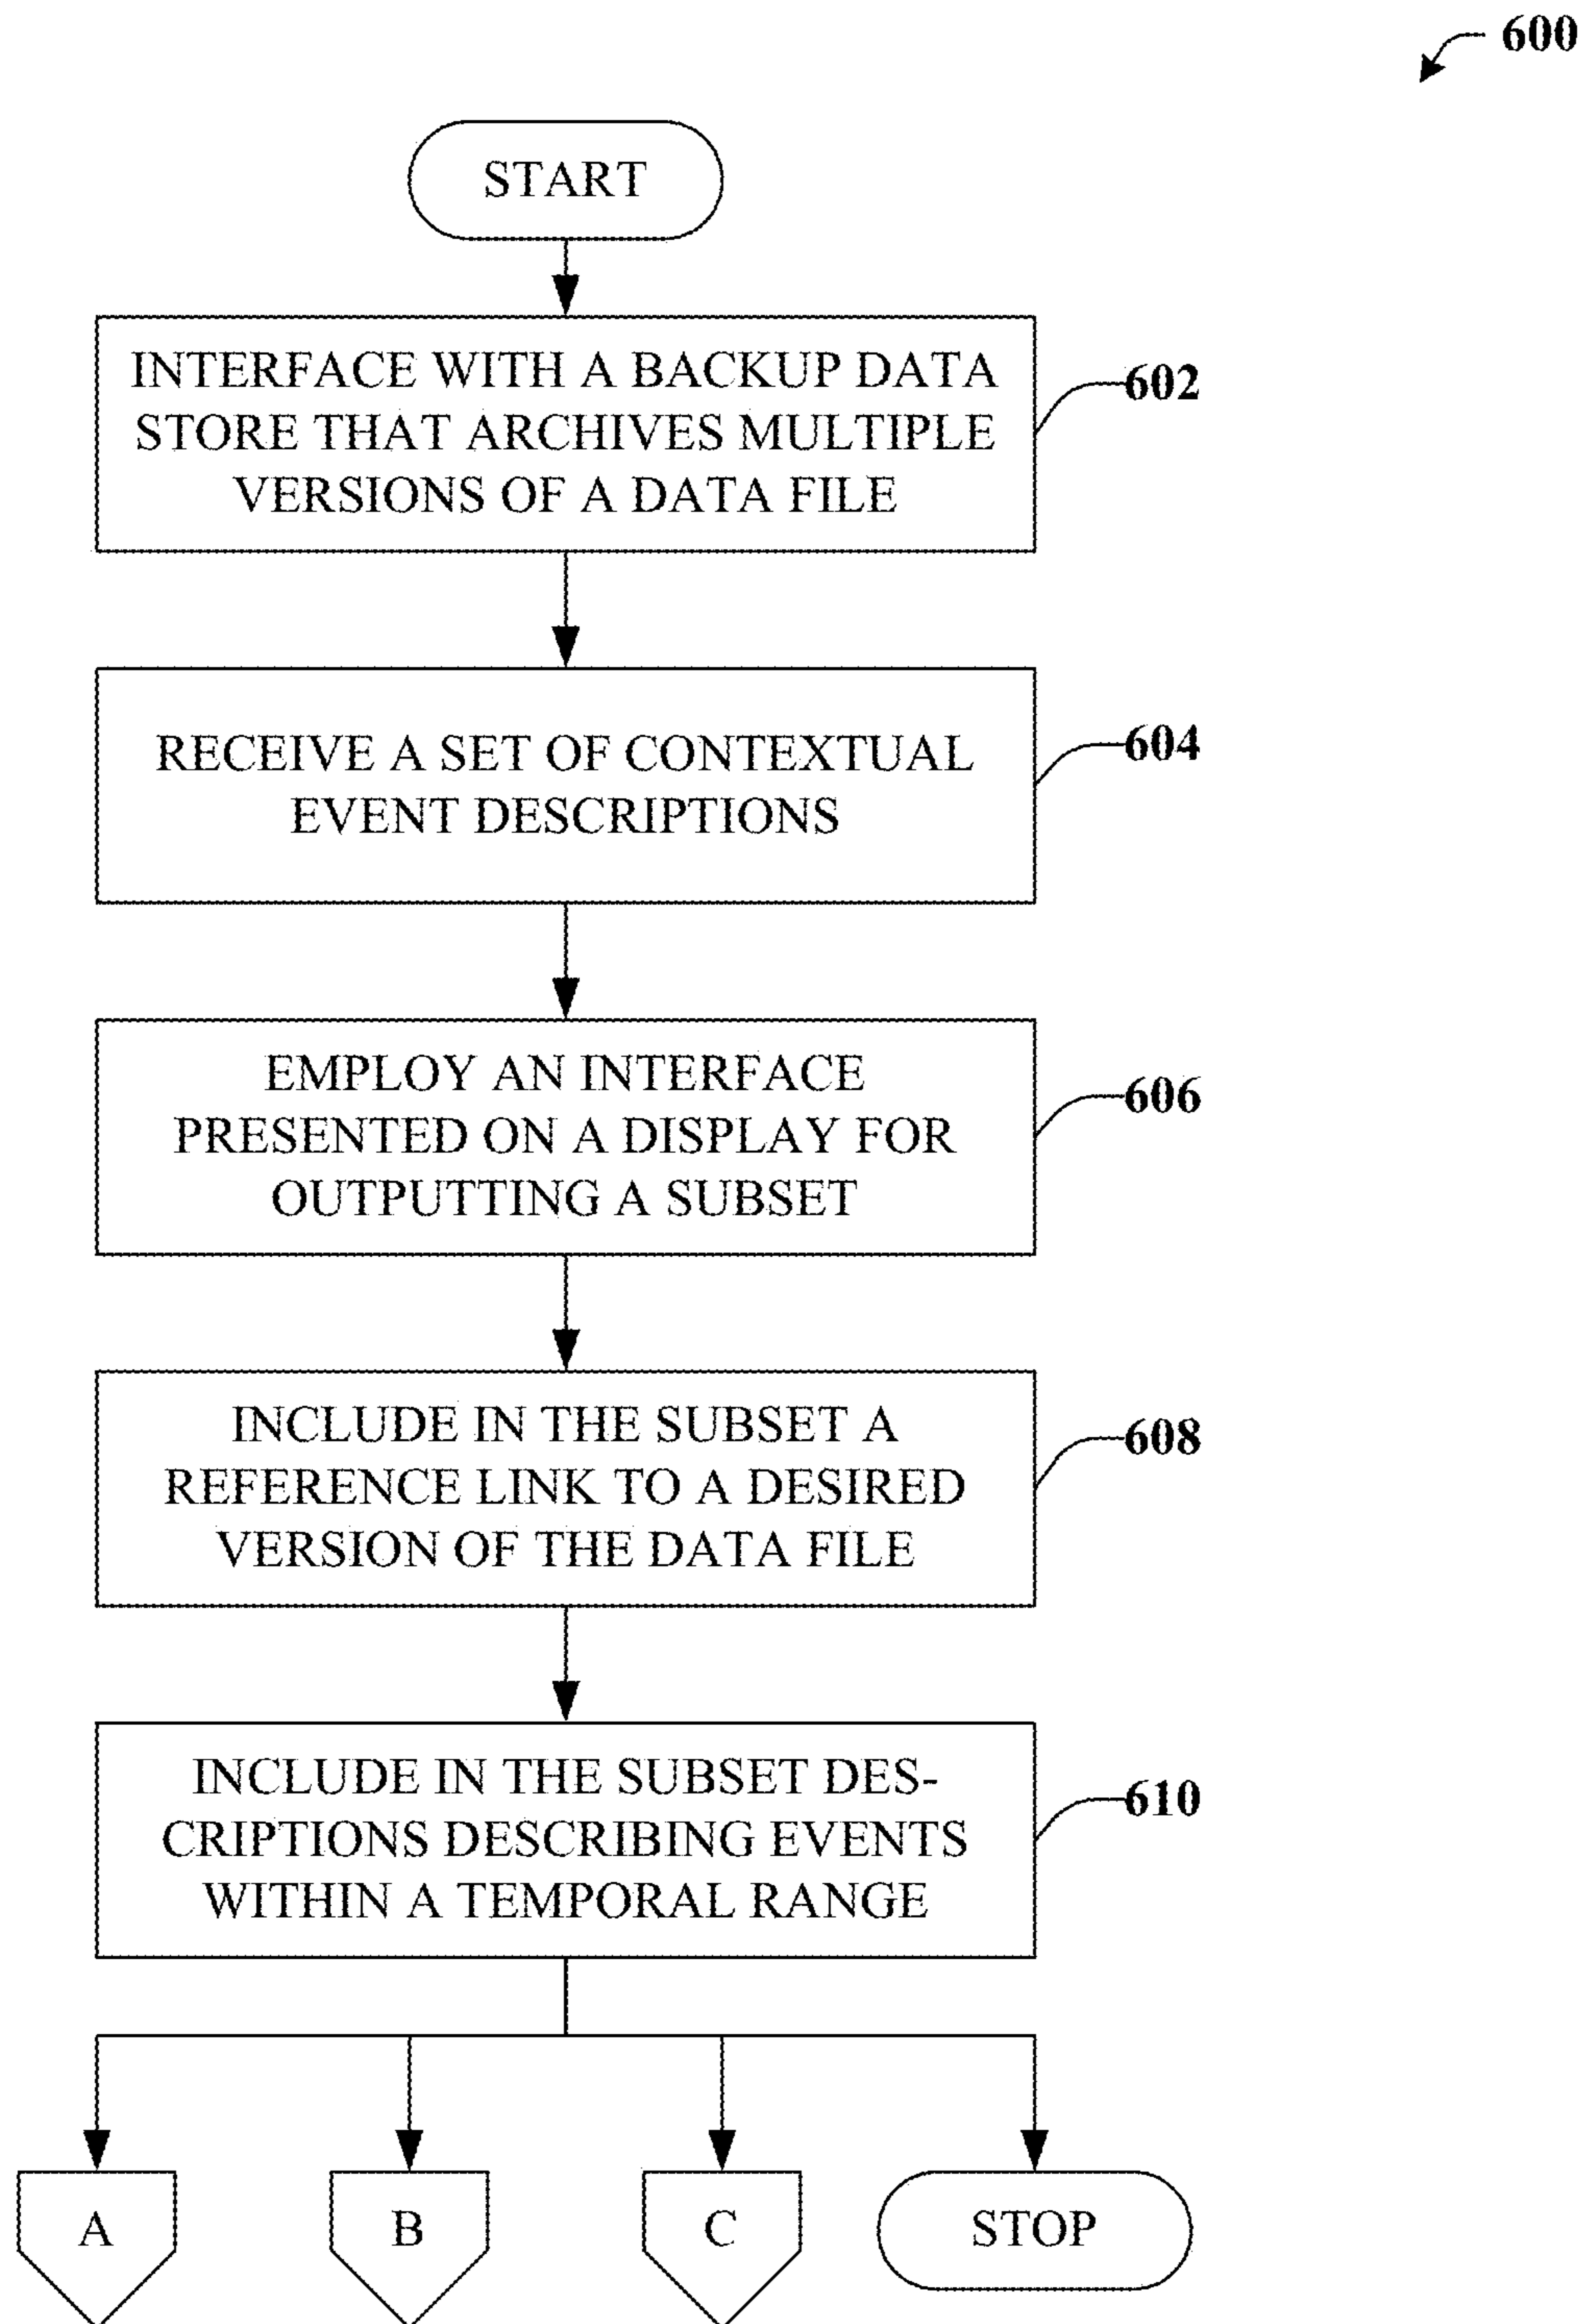 600
START
INTERFACE WITH A BACKUP DATA
STORE THAT ARCHIVES MULTIPLE
VERSIONS OF A DATA FILE
602
RECEIVE A SET OF CONTEXTUAL
EVENT DESCRIPTIONS
604
EMPLOY AN INTERFACE
PRESENTED ON A DISPLAY FOR
OUTPUTTING A SUBSET
606
INCLUDE IN THE SUBSET A
REFERENCE LINK TO A DESIRED
VERSION OF THE DATA FILE
608
INCLUDE IN THE SUBSET DES-
CRIPTIONS DESCRIBING EVENTS
WITHIN A TEMPORAL RANGE
610
A
B
C
STOP